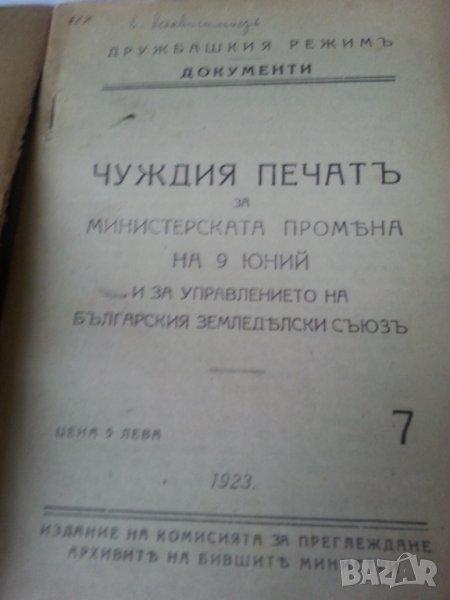 ДРУЖБАШКИЯ РЕЖИМЪ
ДОКУМЕНТИ
ЧУЖДИЯ ПЕЧАТЪ
ЗА
МИНИСТЕРСКАТА ПРОМѢНА
НА 9 ЮНИЙ
И ЗА УПРАВЛЕНИЕТО НА
БЪЛГАРСКИЯ ЗЕМЛЕДѢЛСКИ СЪЮЗЪ
ЦЕНА 5 ЛЕВА
7
1923.
ИЗДАНИЕ НА КОМИСИЯТА ЗА ПРЕГЛЕЖДАНЕ
АРХИВИТѢ НА БИВШИТѢ
BAZAR